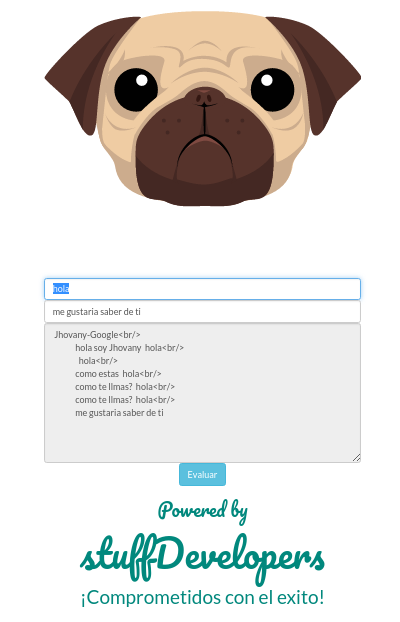 hola
me gustaria saber de ti
Jhovany-Google<br/>
hola soy Jhovany hola<br/>
hola<br/>
como estas hola<br/>
como te llmas? hola<br/>
como te llmas? hola<br/>
me gustaria saber de ti
Evaluar
Powered by
stuffDevelopers
¡Comprometidos con el exito!